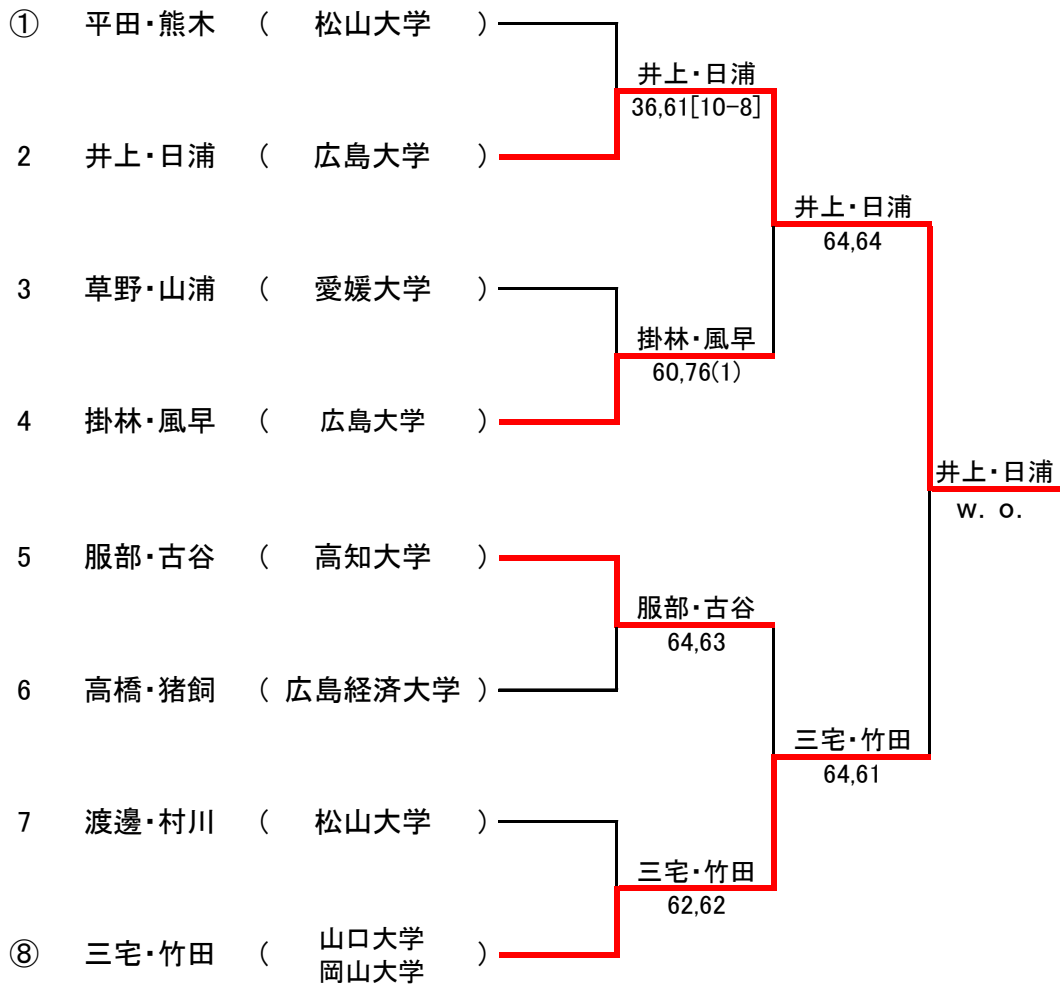 ① 平田・熊木 ( 松山大学 )
井上・日浦
36,61[10-8]
2 井上・日浦 ( 広島大学 )
井上・日浦
64,64
3 草野・山浦 ( 愛媛大学 )
掛林・風早
60,76(1)
4 掛林・風早 ( 広島大学 )
井上・日浦
w. o.
5 服部・古谷 ( 高知大学 )
服部・古谷
64,63
6 高橋・猪飼 ( 広島経済大学 )
三宅・竹田
64,61
7 渡邊・村川 ( 松山大学 )
三宅・竹田
62,62
⑧ 三宅・竹田 ( 山口大学
岡山大学 )